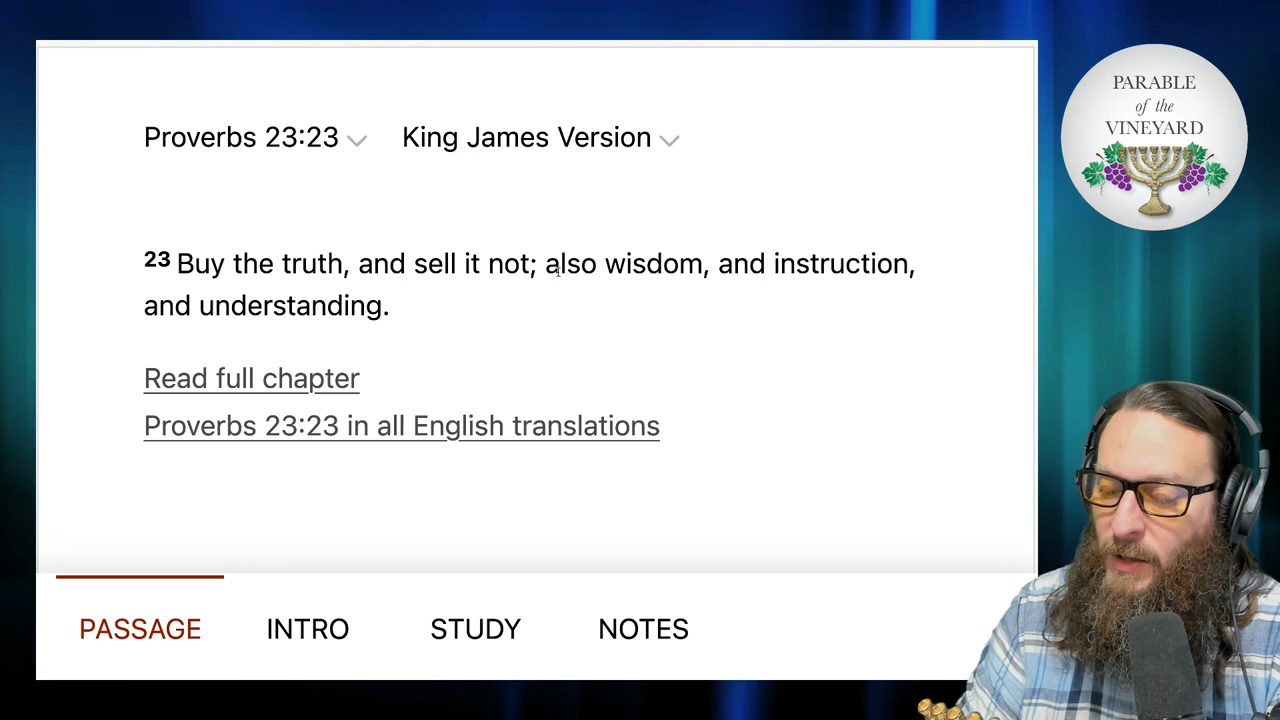 Proverbs 23:23 King James Version
23 Buy the truth, and sell it not; also wisdom, and instruction,
and understanding.
Read full chapter
Proverbs 23:23 in all English translations
PASSAGE INTRO STUDY NOTES
PARABLE
of the
VINEYARD